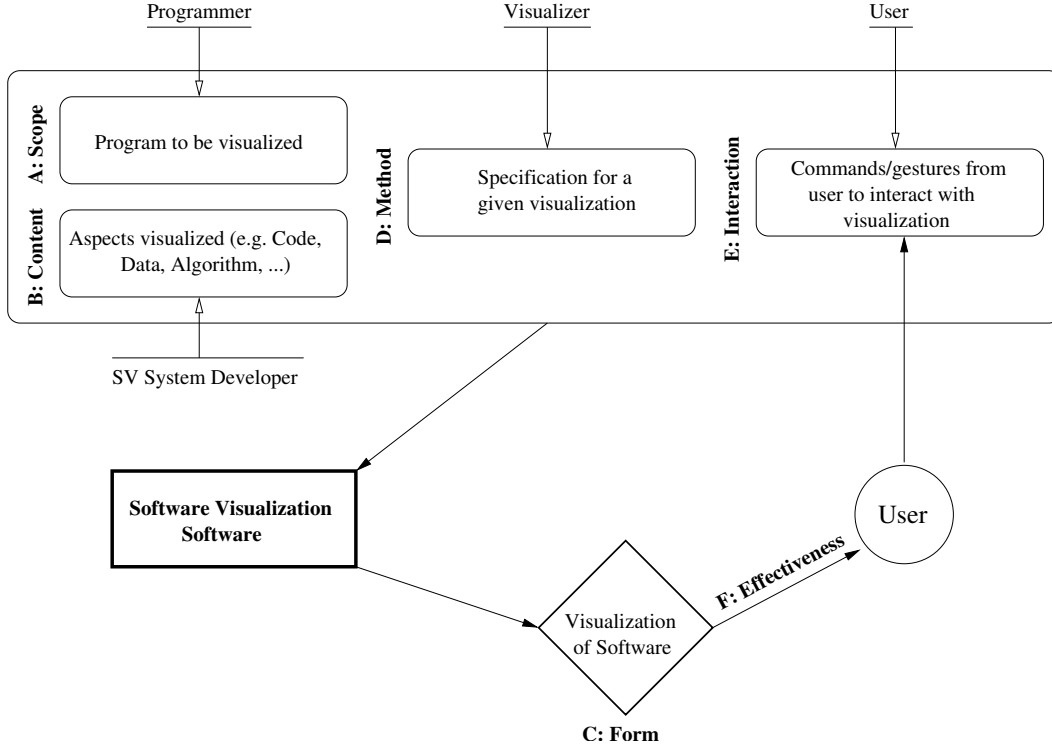 Programmer
Visualizer
User
A: Scope
Program to be visualized
B: Content
Aspects visualized (e.g. Code,
Data, Algorithm, ...)
SV System Developer
D: Method
Specification for a
given visualization
E: Interaction
Commands/gestures from
user to interact with
visualization
Software Visualization
Software
Visualization
of Software
C: Form
F: Effectiveness
User